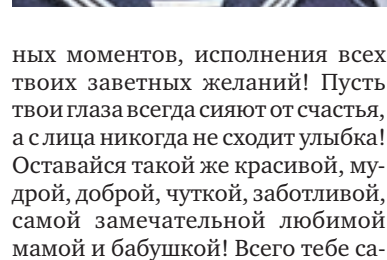 ных моментов, исполнения всех
твоих заветных желаний! Пусть
твои глаза всегда сияют от счастья,
а с лица никогда не сходит улыбка!
Оставайся такой же красивой, му-
дрой, доброй, чуткой, заботливой,
самой замечательной любимой
мамой и бабушкой! Всего тебе са-